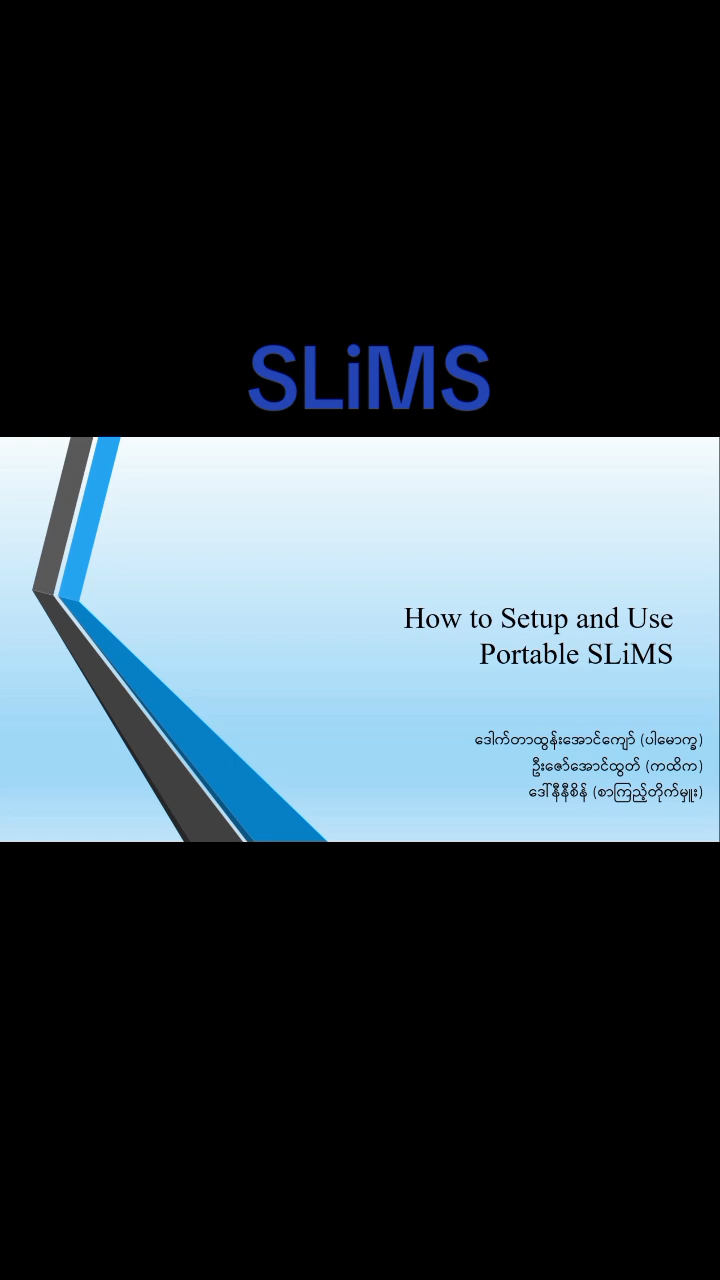 SLiMS
How to Setup and Use
Portable SLiMS
ဒေါက်တာထွန်းအောင်ကျော် (ပါမောက္ခ)
ဦးဇော်အောင်ထွတ် (ကထိက)
ဒေါ်နီနီစိန် (စာကြည့်တိုက်မှူး)